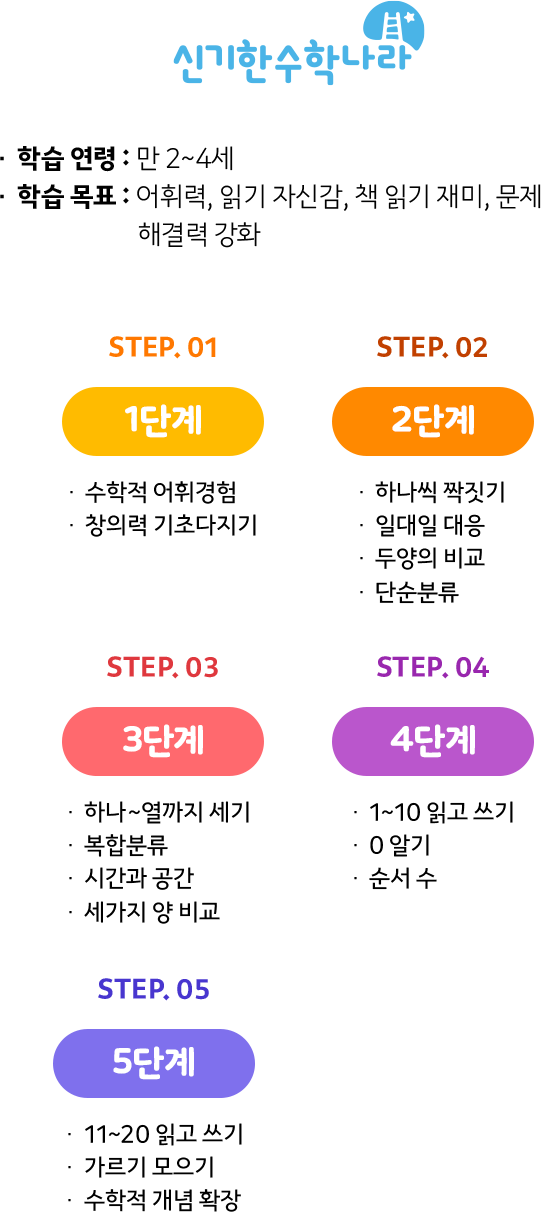 신기한수학나라
· 학습 연령 : 만 2~4세
· 학습 목표 : 어휘력, 읽기 자신감, 책 읽기 재미, 문제
해결력 강화
STEP. 01
1단계
· 수학적 어휘경험
· 창의력 기초다지기
STEP. 02
2단계
· 하나씩 짝짓기
· 일대일 대응
· 두양의 비교
· 단순분류
STEP. 03
3단계
· 하나~열까지 세기
· 복합분류
· 시간과 공간
· 세가지 양 비교
STEP. 04
4단계
· 1~10 읽고 쓰기
· 0 알기
· 순서 수
STEP. 05
5단계
· 11~20 읽고 쓰기
· 가르기 모으기
· 수학적 개념 확장